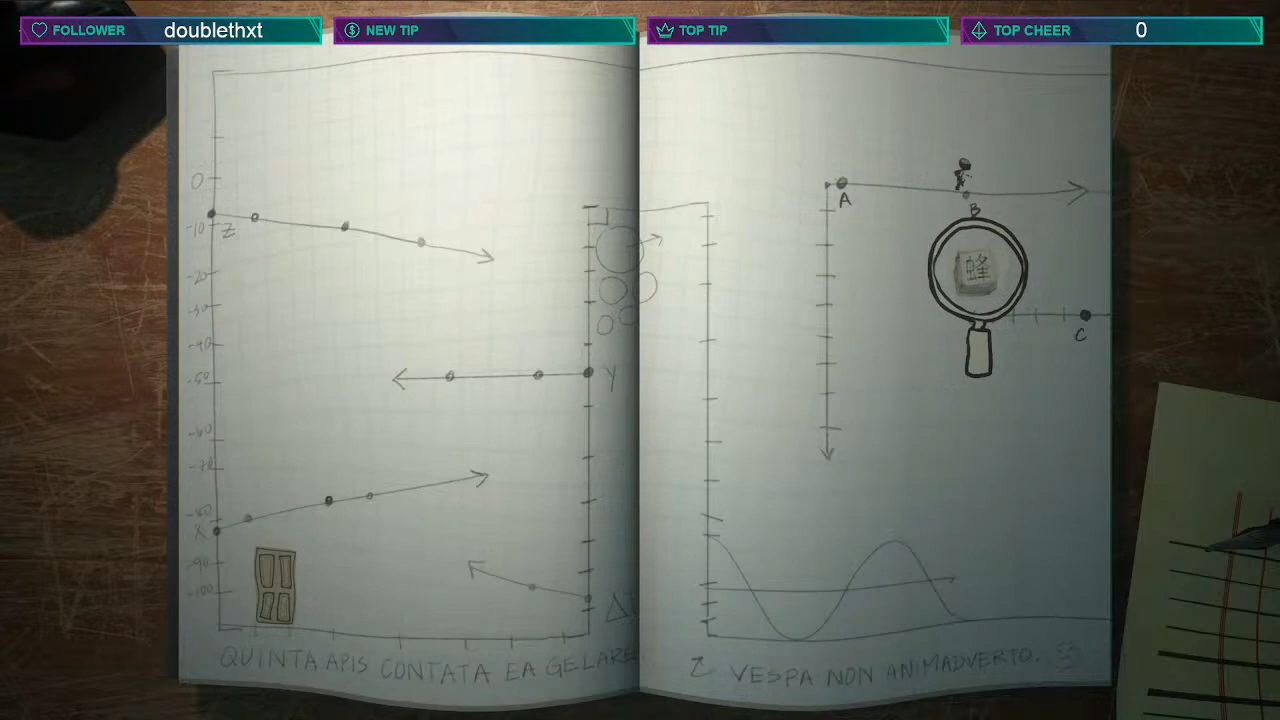 FOLLOWER doublethxt
NEW TIP
TOP TIP
TOP CHEER 0
0
-10
Z
-20
-30
-40
-50
-60
-70
-80
X
-90
-100
Y
Δ
A
B
蜂
C
QUINTA APIS CONTATA EA GELARE
Z VESPA NON ANIMADVERTO.